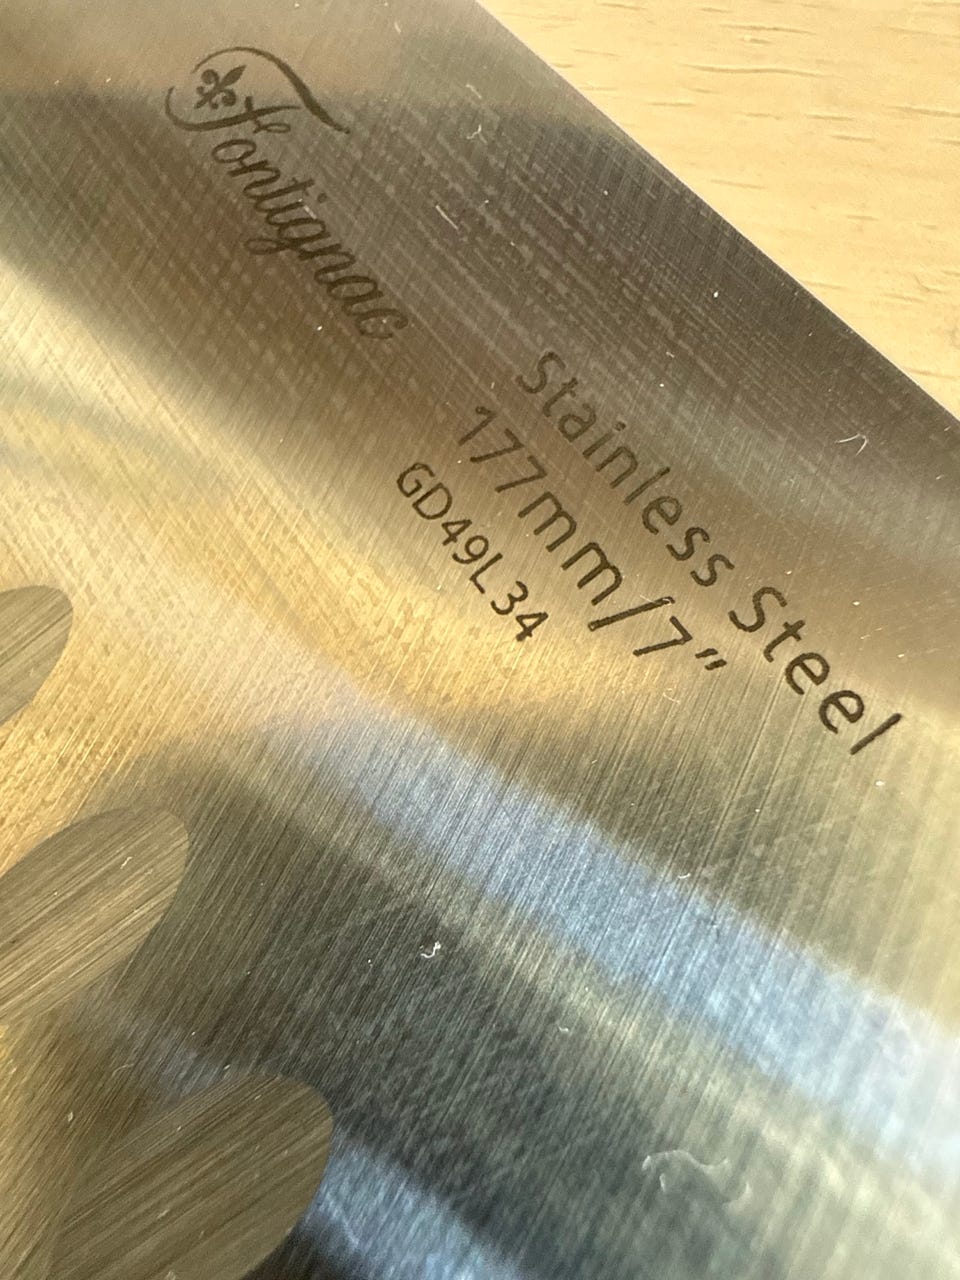 Fontignac
Stainless Steel
177mm/7"
GD49L34